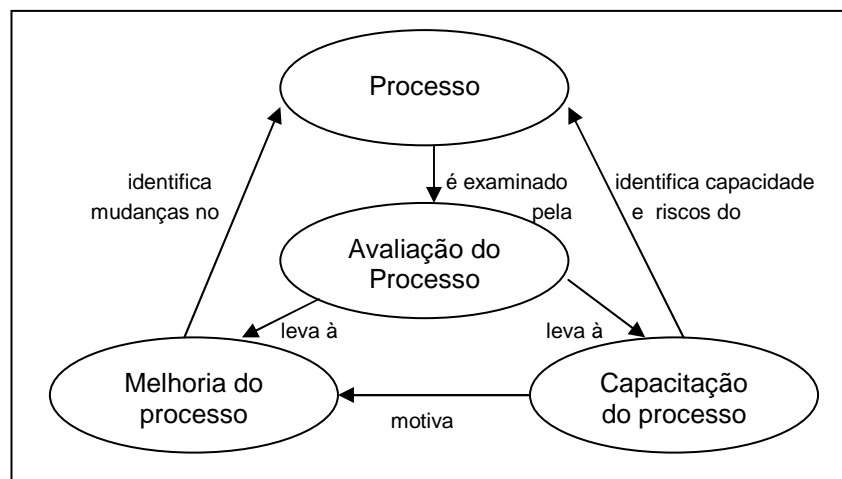 Processo
identifica
mudanças no
é examinado
pela
identifica capacidade
e riscos do
Avaliação do
Processo
leva à
leva à
Melhoria do
processo
motiva
Capacitação
do processo